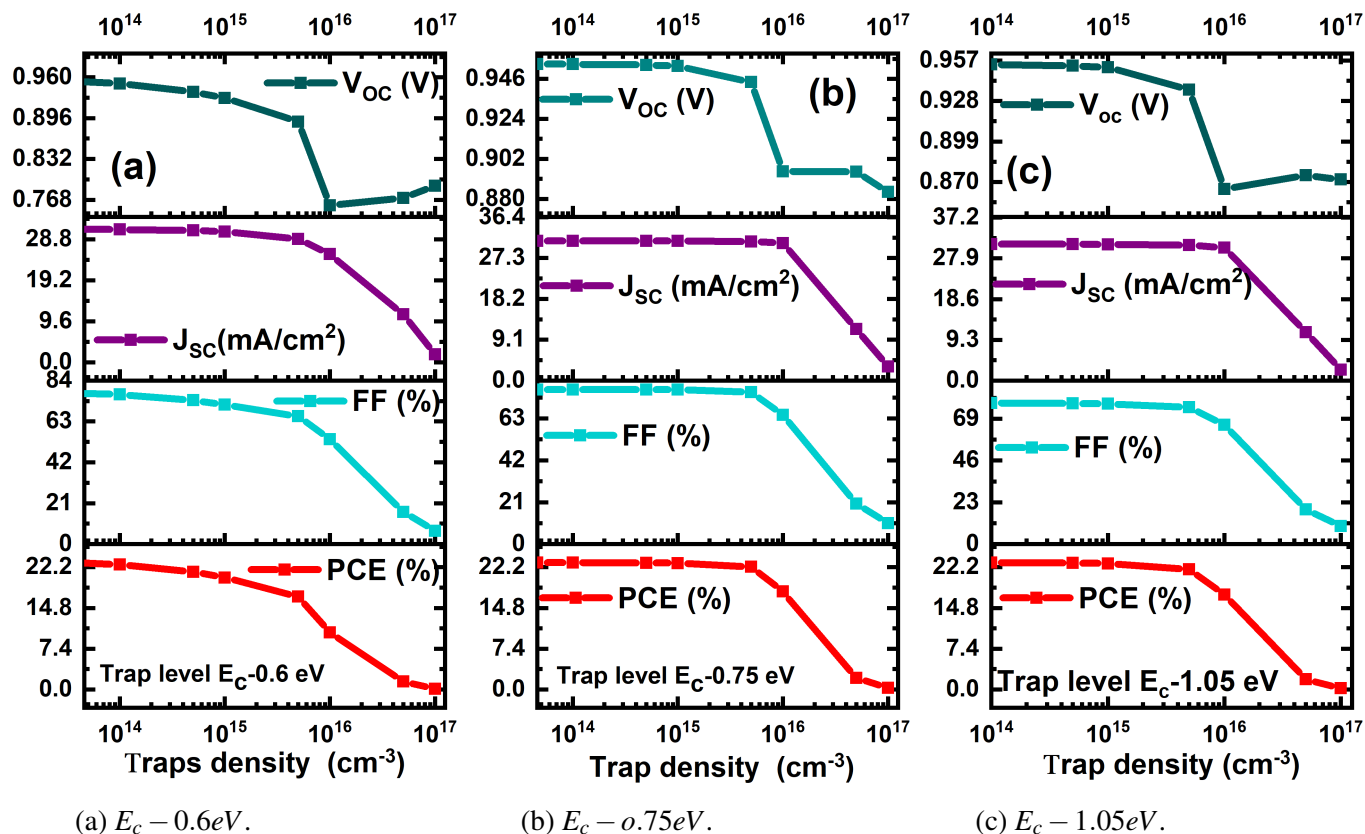 10¹⁴ 10¹⁵ 10¹⁶ 10¹⁷
0.960
0.896
0.832
0.768
V_OC (V)
(a)
28.8
19.2
9.6
0.0
J_SC(mA/cm²)
84
63
42
21
0
FF (%)
22.2
14.8
7.4
0.0
PCE (%)
Trap level E_C-0.6 eV
10¹⁴ 10¹⁵ 10¹⁶ 10¹⁷
Traps density (cm⁻³)
(a) E_c − 0.6eV.
10¹⁴ 10¹⁵ 10¹⁶ 10¹⁷
0.946
0.924
0.902
0.880
V_OC (V)
(b)
36.4
27.3
18.2
9.1
0.0
J_SC (mA/cm²)
63
42
21
0
FF (%)
22.2
14.8
7.4
0.0
PCE (%)
Trap level E_C-0.75 eV
10¹⁴ 10¹⁵ 10¹⁶ 10¹⁷
Trap density (cm⁻³)
(b) E_c − o.75eV.
10¹⁴ 10¹⁵ 10¹⁶ 10¹⁷
0.957
0.928
0.899
0.870
V_oc (V)
(c)
37.2
27.9
18.6
9.3
0.0
J_SC (mA/cm²)
69
46
23
0
FF (%)
22.2
14.8
7.4
0.0
PCE (%)
Trap level E_c-1.05 eV
10¹⁴ 10¹⁵ 10¹⁶ 10¹⁷
Trap density (cm⁻³)
(c) E_c − 1.05eV.